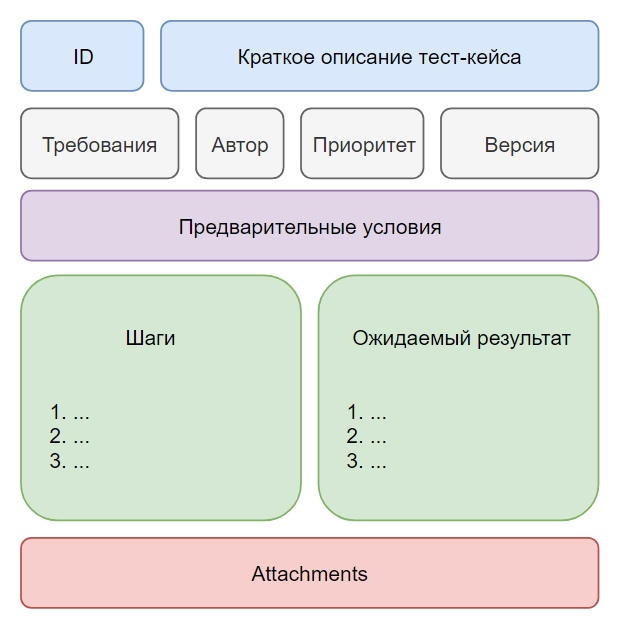 ID
Краткое описание тест-кейса
Требования
Автор
Приоритет
Версия
Предварительные условия
Шаги
1. ...
2. ...
3. ...
Ожидаемый результат
1. ...
2. ...
3. ...
Attachments